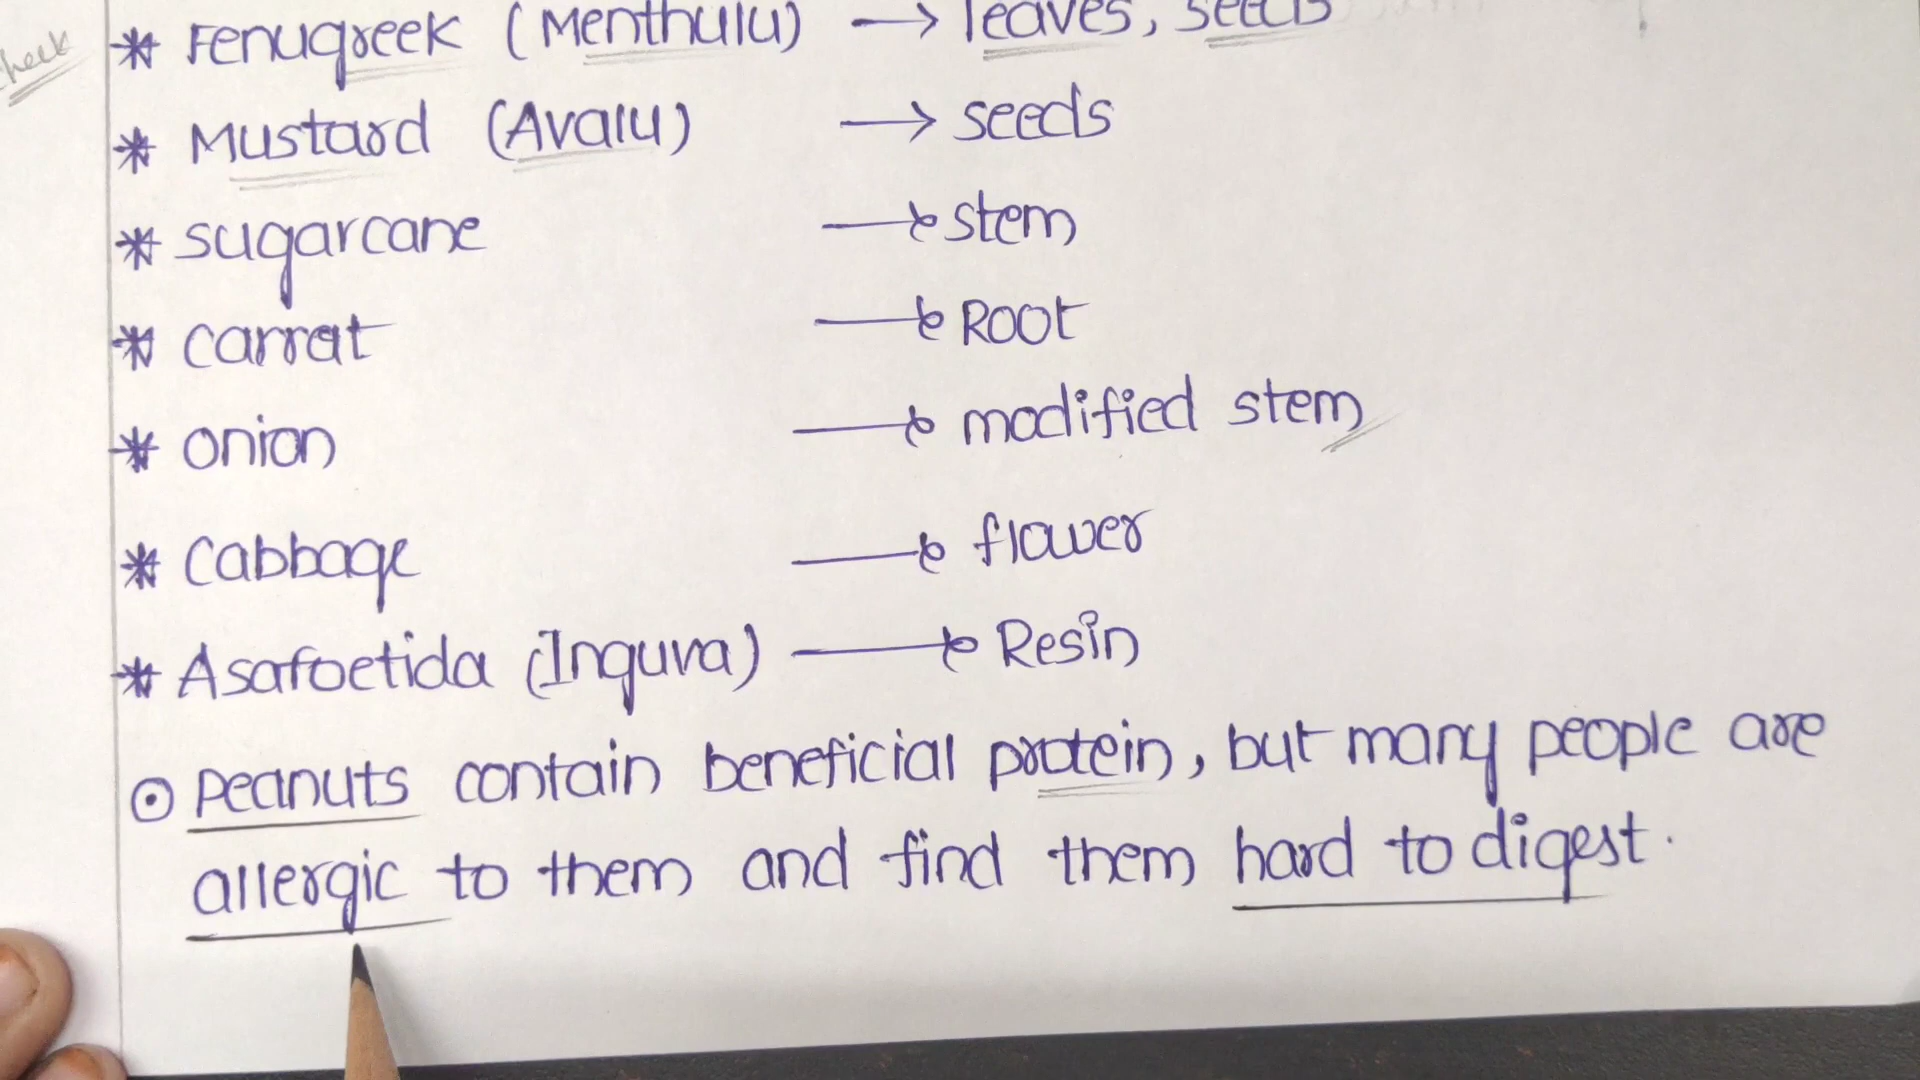 * Fenugreek (Menthulu) → leaves, seeds
check
* Mustard (Avalu) → seeds
* sugarcane → stem
* carrot → Root
* onion → modified stem
* Cabbage → flower
* Asafoetida (Inguva) → Resin
⊙ Peanuts contain beneficial protein, but many people are
allergic to them and find them hard to digest.